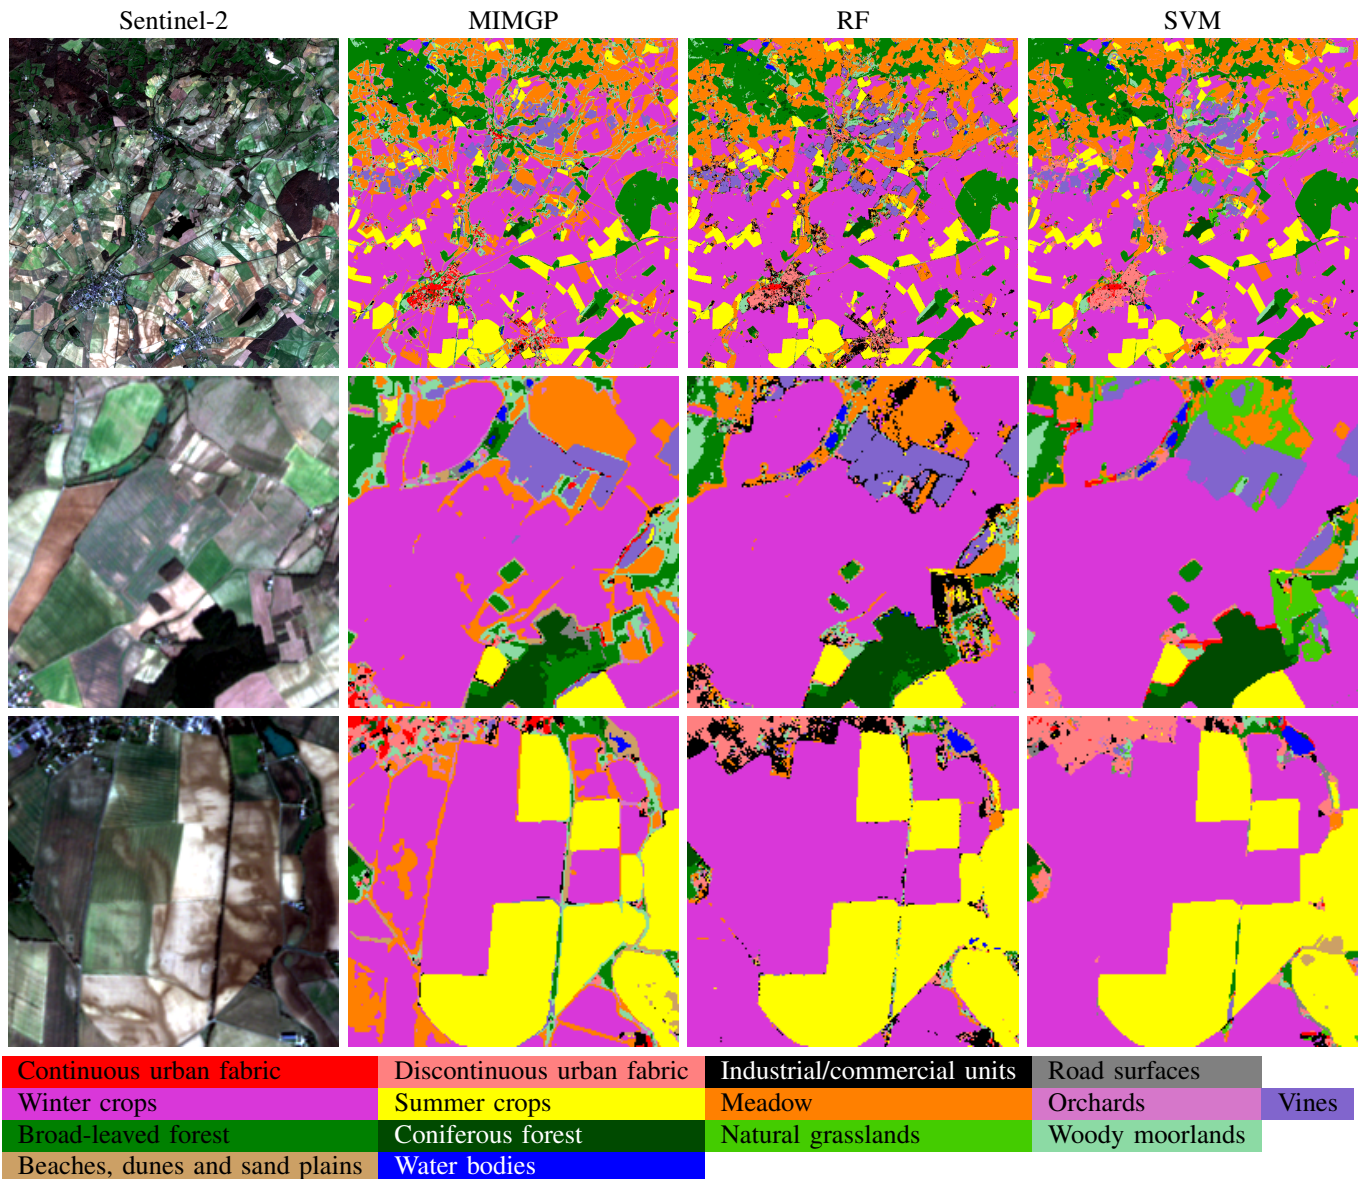 Sentinel-2 MIMGP RF SVM
Continuous urban fabric Discontinuous urban fabric Industrial/commercial units Road surfaces
Winter crops Summer crops Meadow Orchards Vines
Broad-leaved forest Coniferous forest Natural grasslands Woody moorlands
Beaches, dunes and sand plains Water bodies